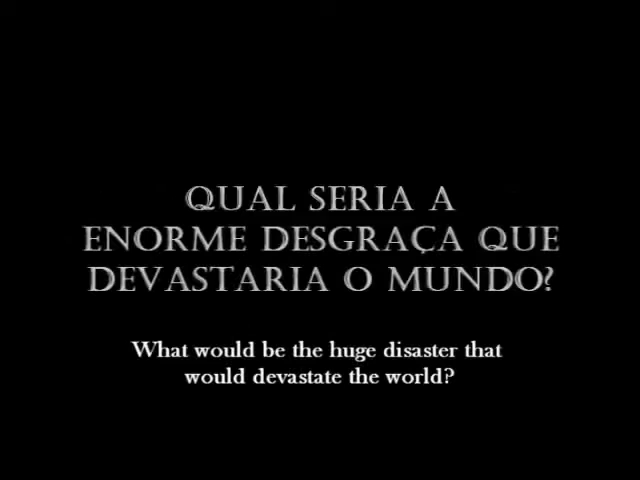 QUAL SERIA A
ENORME DESGRAÇA QUE
DEVASTARIA O MUNDO?
What would be the huge disaster that
would devastate the world?